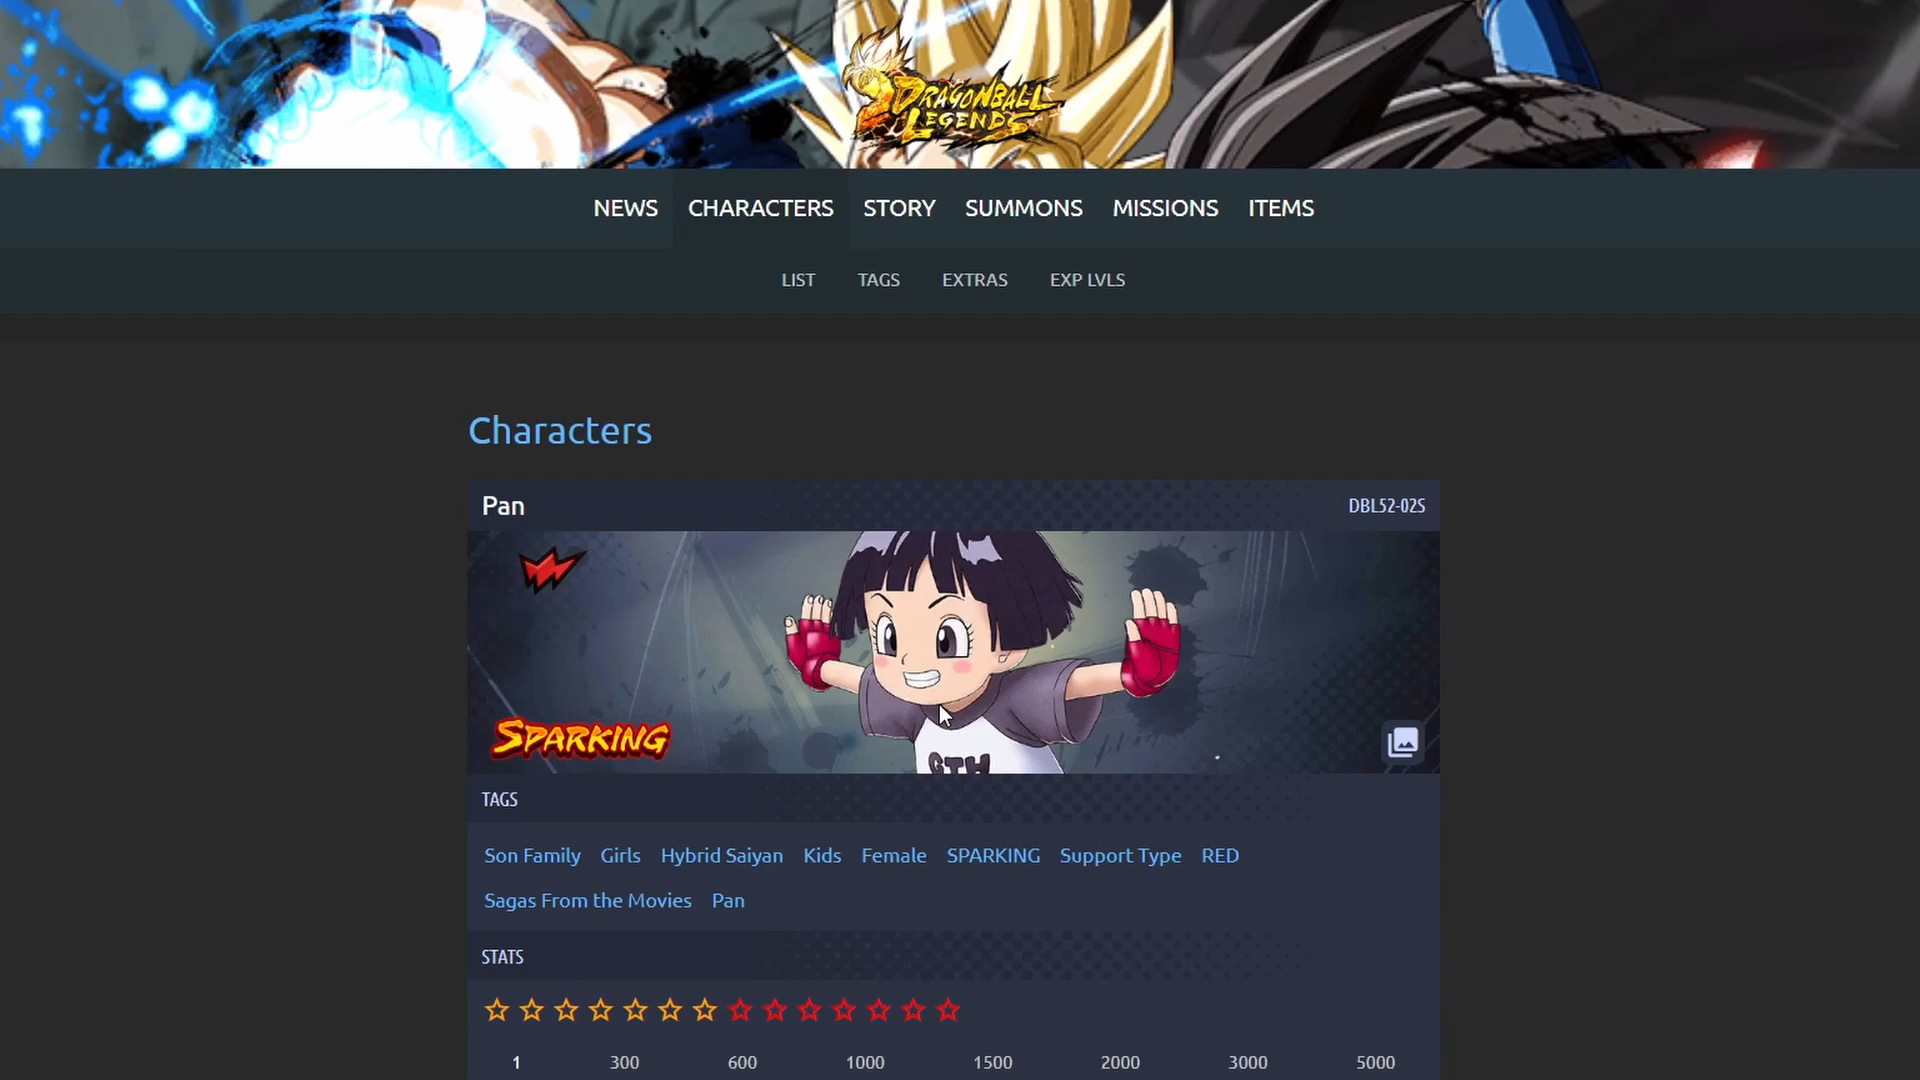 DRAGONBALL
LEGENDS
NEWS CHARACTERS STORY SUMMONS MISSIONS ITEMS
LIST TAGS EXTRAS EXP LVLS
Characters
Pan DBL52-02S
SPARKING
GTH
TAGS
Son Family Girls Hybrid Saiyan Kids Female SPARKING Support Type RED
Sagas From the Movies Pan
STATS
1 300 600 1000 1500 2000 3000 5000